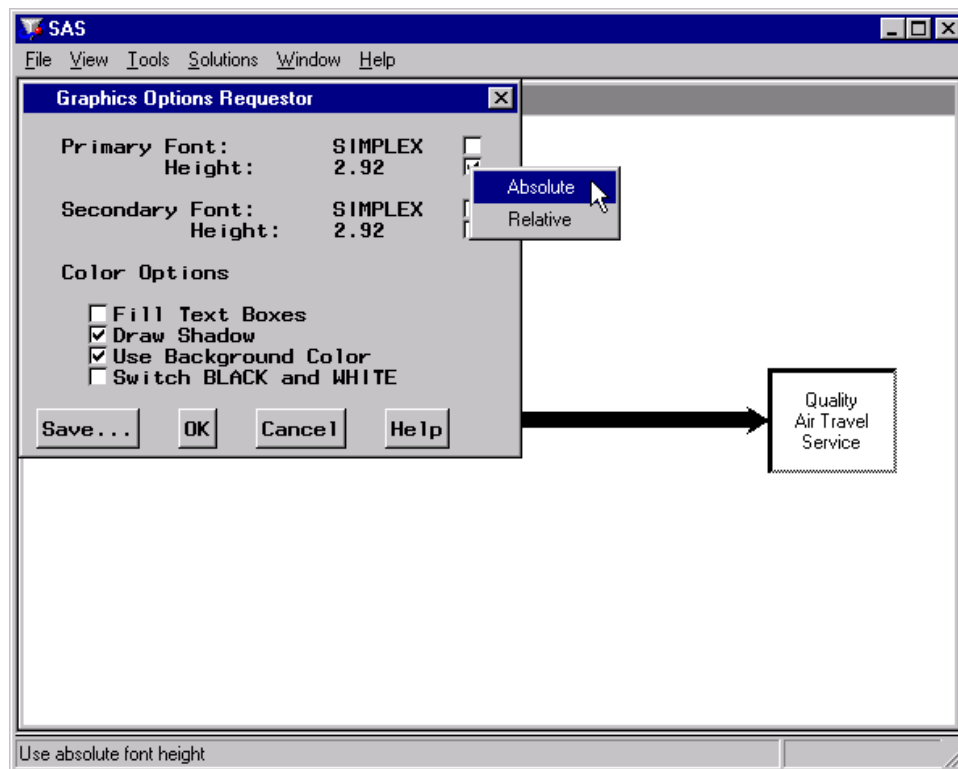 SAS
File View Tools Solutions Window Help
Graphics Options Requestor
Primary Font: SIMPLEX
Height: 2.92
Absolute
Relative
Secondary Font: SIMPLEX
Height: 2.92
Color Options
Fill Text Boxes
Draw Shadow
Use Background Color
Switch BLACK and WHITE
Save... OK Cancel Help
Quality
Air Travel
Service
Use absolute font height